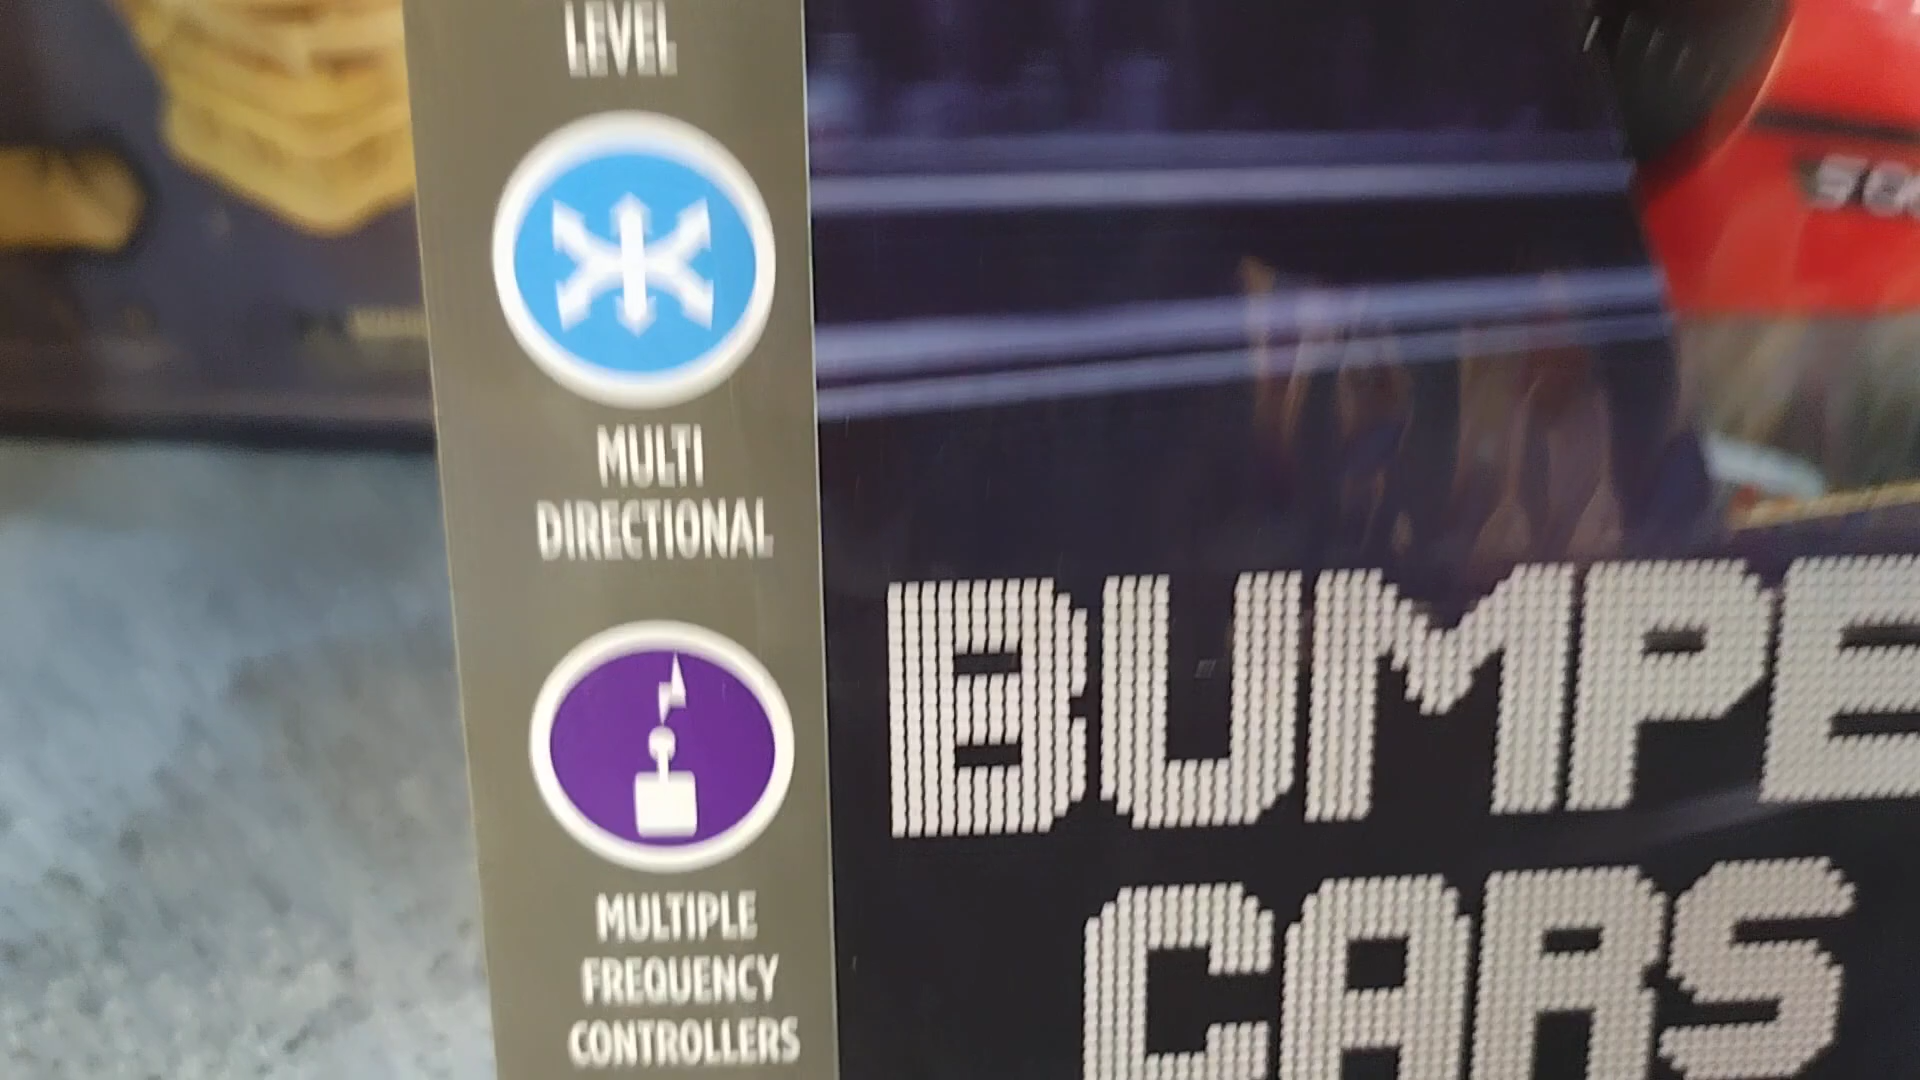 LEVEL
MULTI
DIRECTIONAL
MULTIPLE
FREQUENCY
CONTROLLERS
BUMPE
CARS